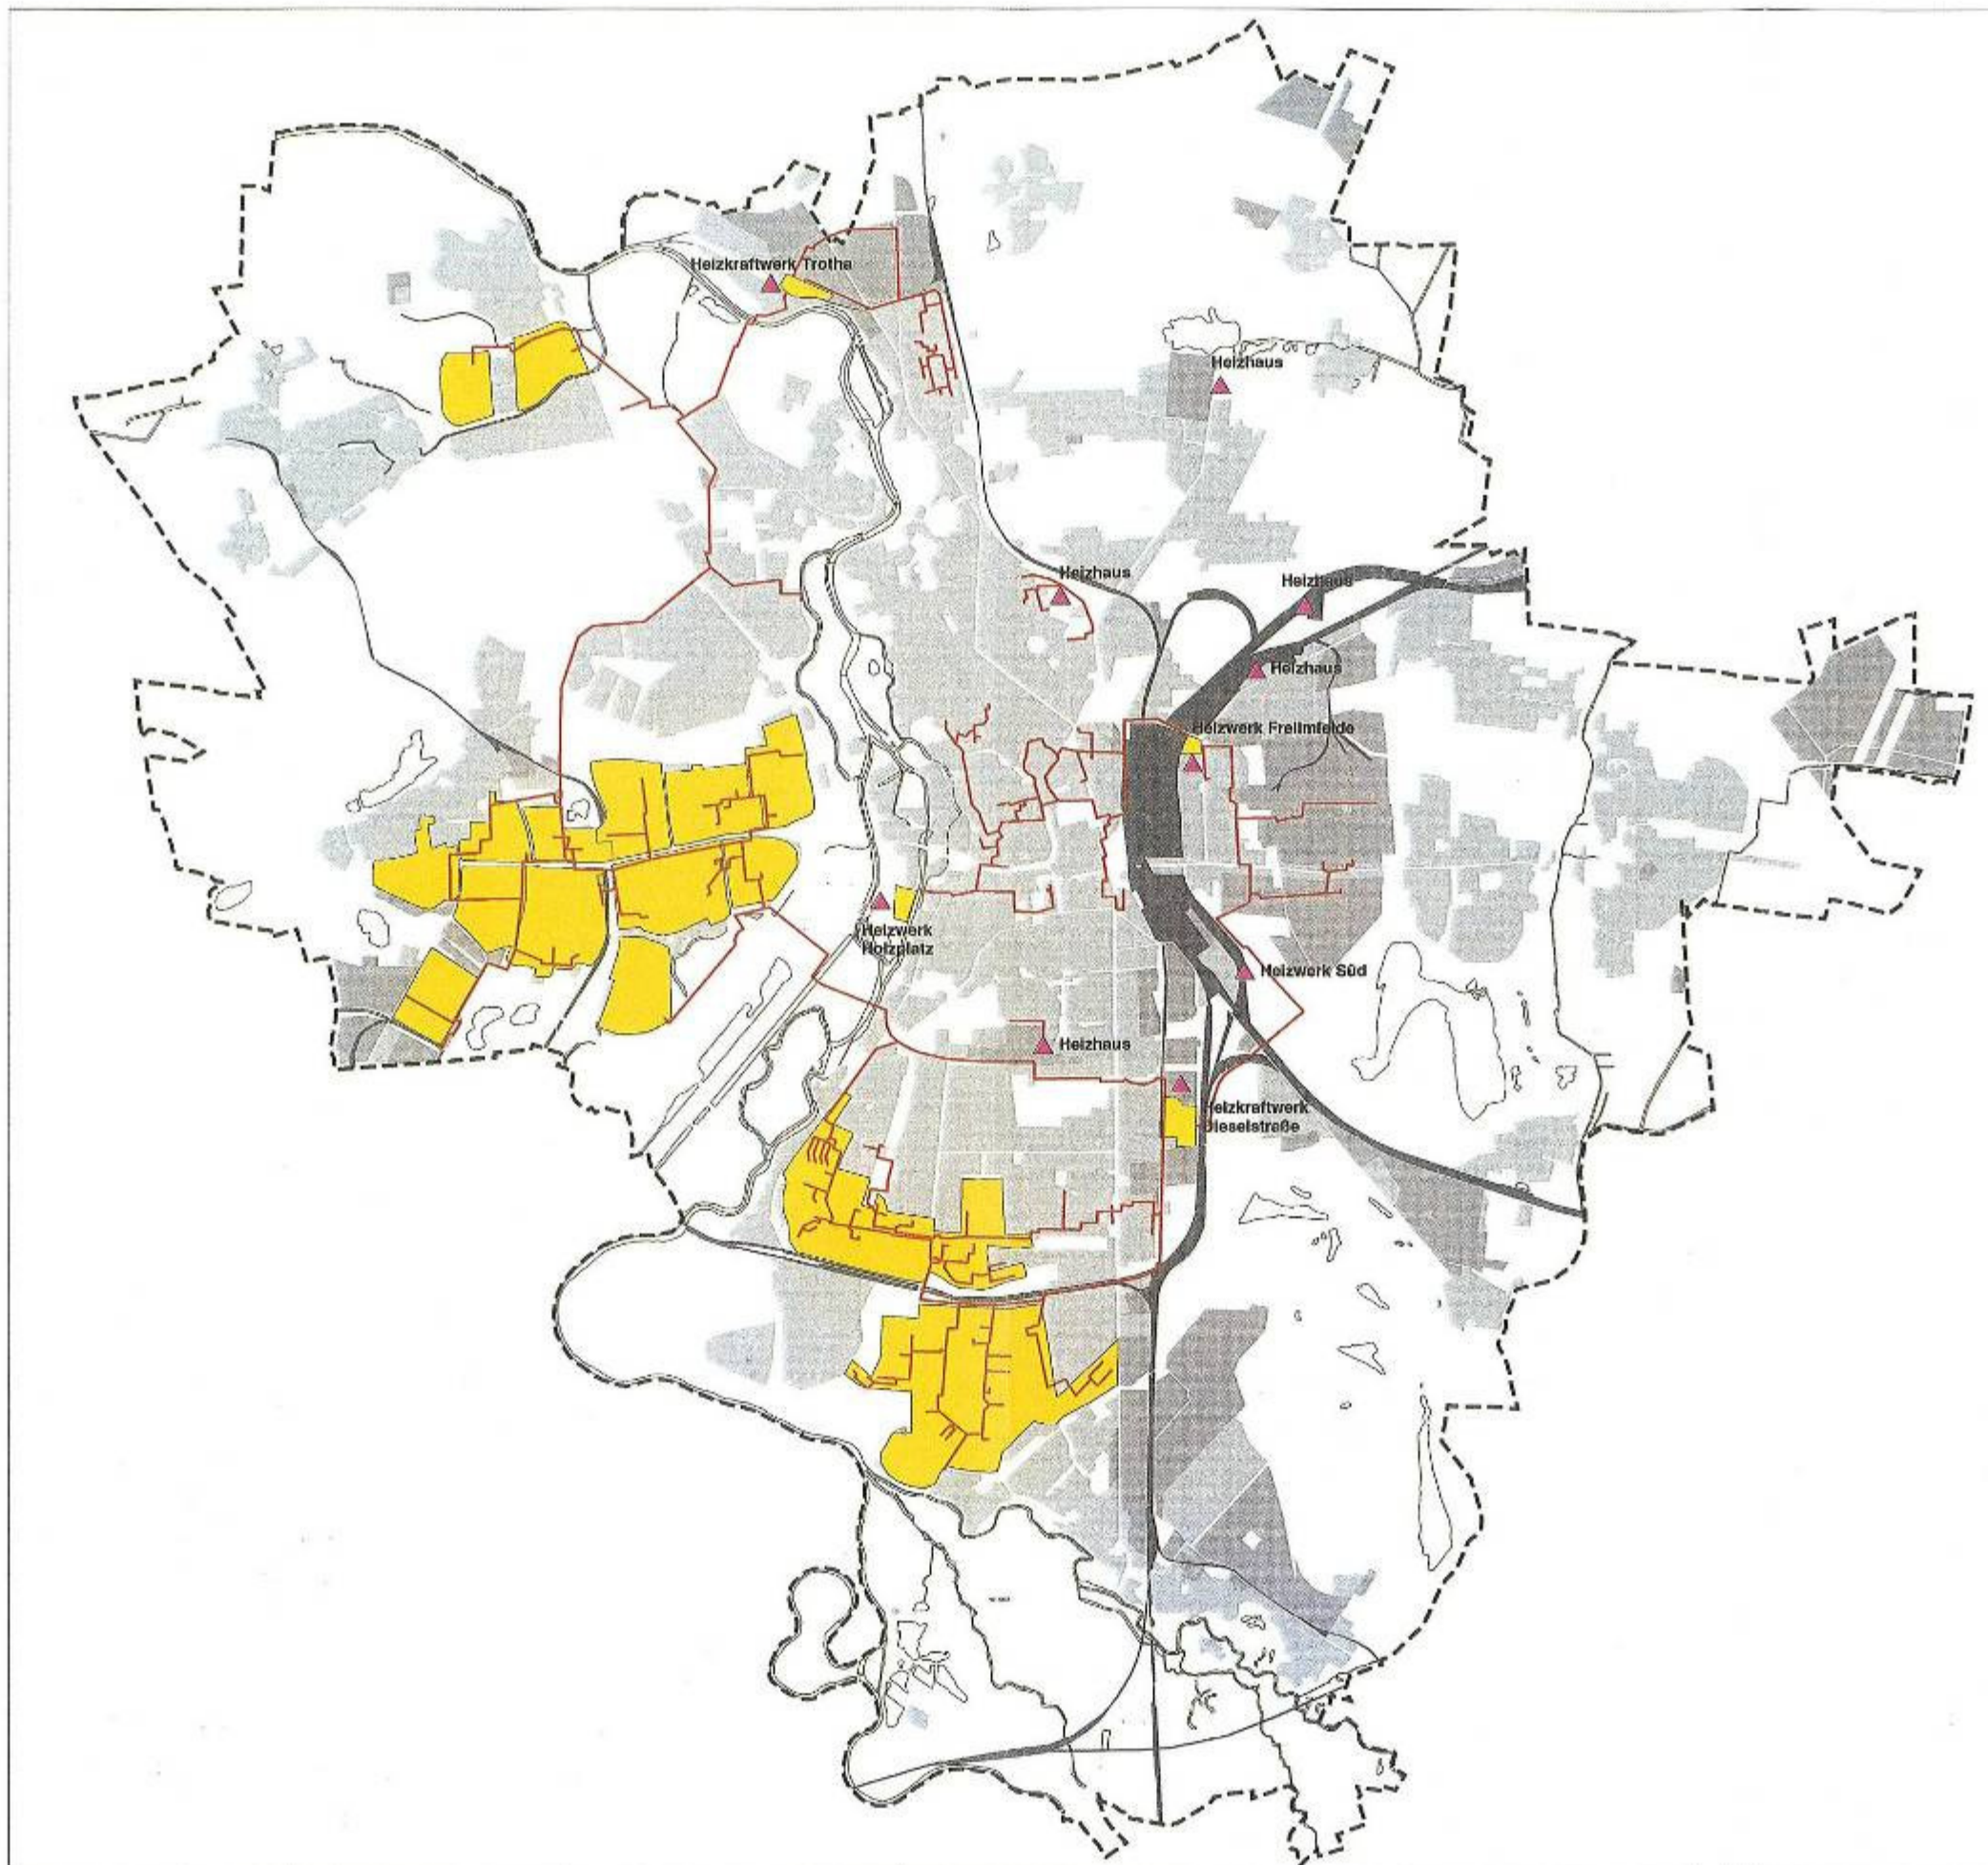 Heizkraftwerk Trotha
Heizhaus
Heizhaus
Heizhaus
Heizhaus
Heizwerk Freiimfelde
Heizwerk
Holzplatz
Heizwerk Süd
Heizhaus
Heizkraftwerk
Dieselstraße